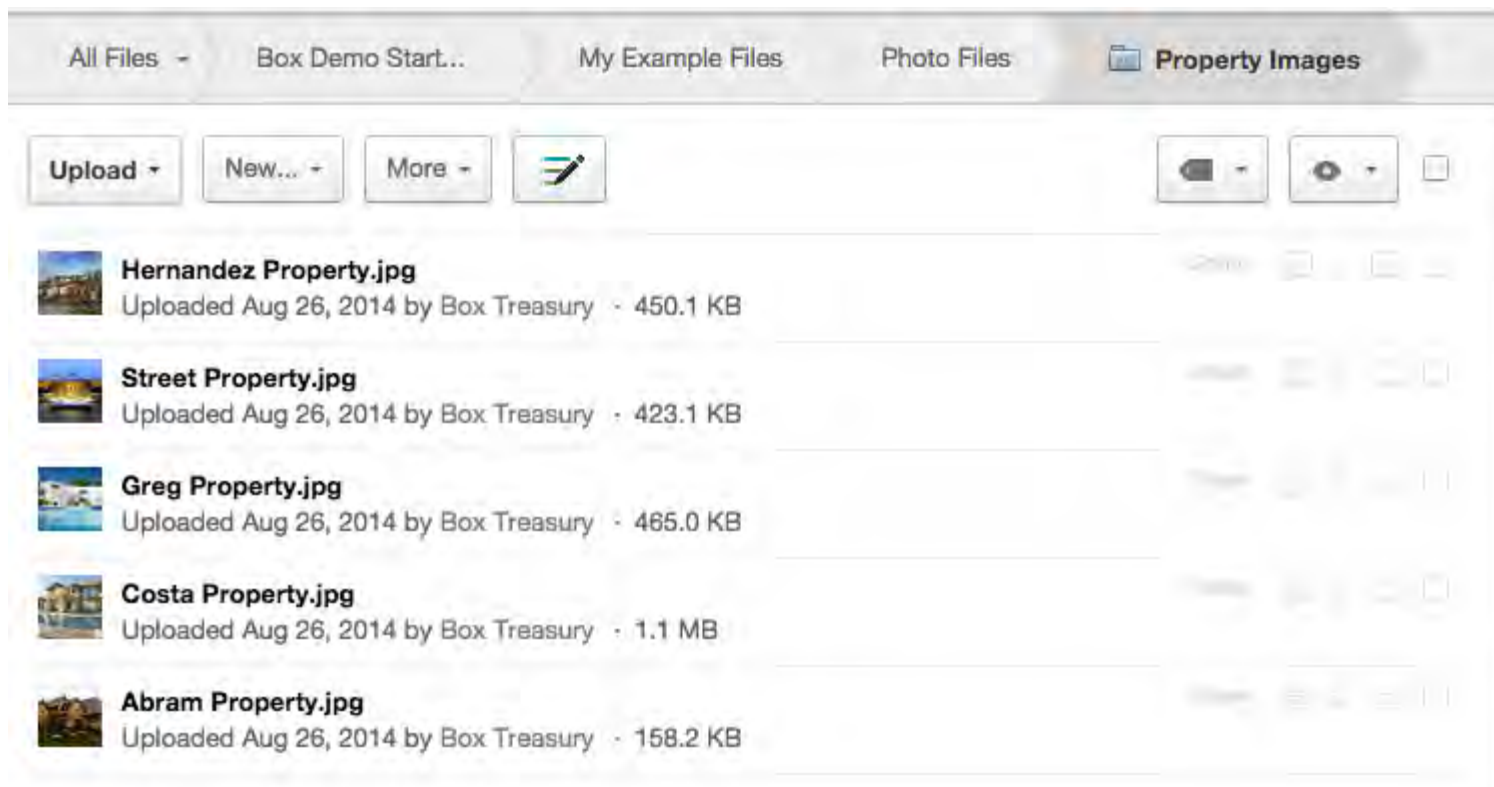 All Files Box Demo Start... My Example Files Photo Files Property Images
Upload New... More
Hernandez Property.jpg
Uploaded Aug 26, 2014 by Box Treasury · 450.1 KB
Street Property.jpg
Uploaded Aug 26, 2014 by Box Treasury · 423.1 KB
Greg Property.jpg
Uploaded Aug 26, 2014 by Box Treasury · 465.0 KB
Costa Property.jpg
Uploaded Aug 26, 2014 by Box Treasury · 1.1 MB
Abram Property.jpg
Uploaded Aug 26, 2014 by Box Treasury · 158.2 KB